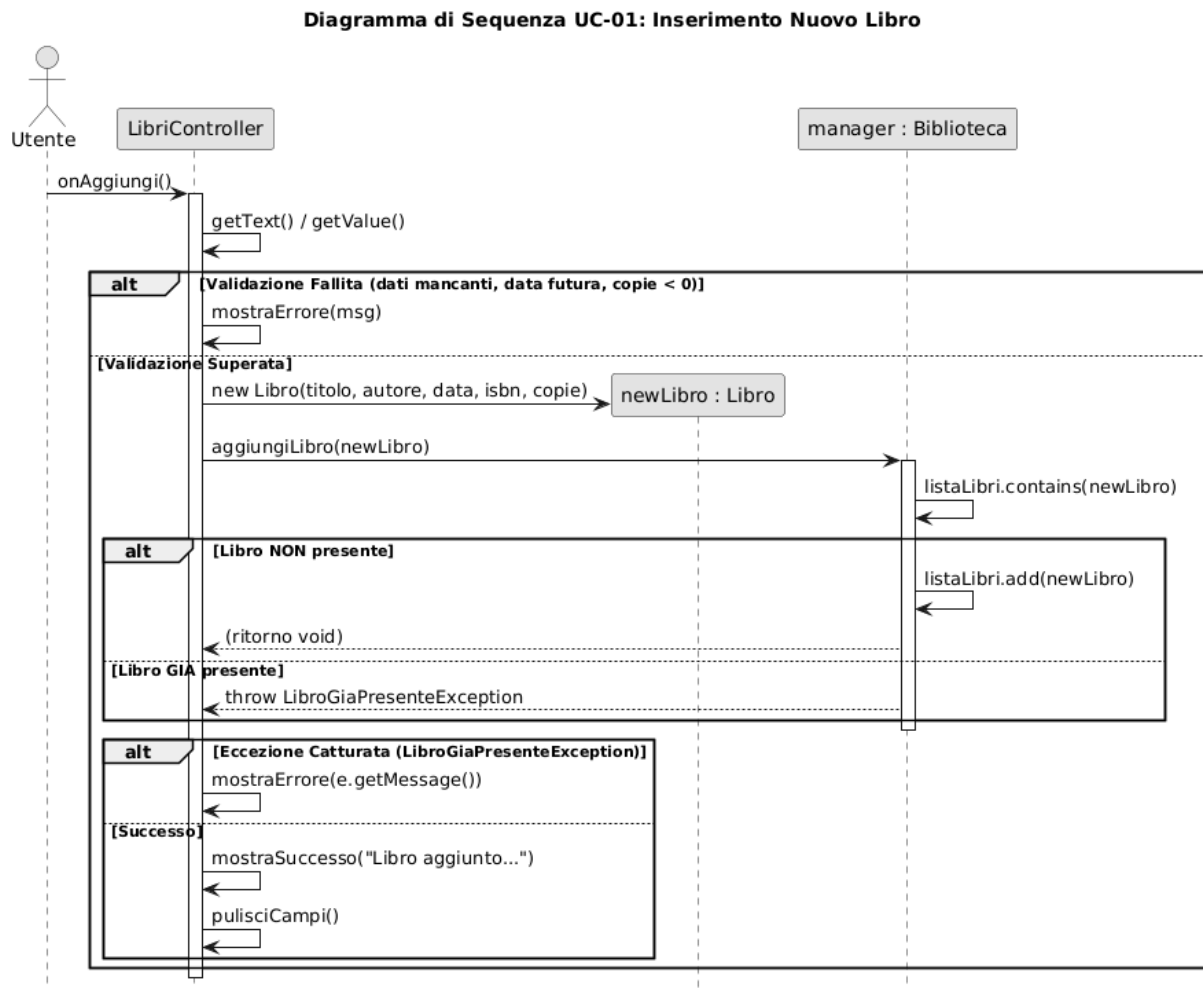 Diagramma di Sequenza UC-01: Inserimento Nuovo Libro
Utente
LibriController
manager : Biblioteca
onAggiungi()
getText() / getValue()
alt
[Validazione Fallita (dati mancanti, data futura, copie < 0)]
mostraErrore(msg)
[Validazione Superata]
new Libro(titolo, autore, data, isbn, copie)
newLibro : Libro
aggiungiLibro(newLibro)
listaLibri.contains(newLibro)
alt
[Libro NON presente]
listaLibri.add(newLibro)
(ritorno void)
[Libro GIA presente]
throw LibroGiaPresenteException
alt
[Eccezione Catturata (LibroGiaPresenteException)]
mostraErrore(e.getMessage())
[Successo]
mostraSuccesso("Libro aggiunto...")
pulisciCampi()